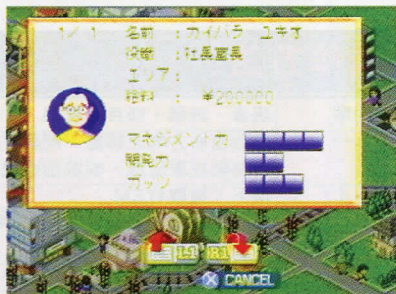 1/ 1 名前 : カイバラ ユキオ
役職 : 社長室長
エリア :
給料 : ¥200000
マネジメント力
開発力
ガッツ
L1 R1
CANCEL